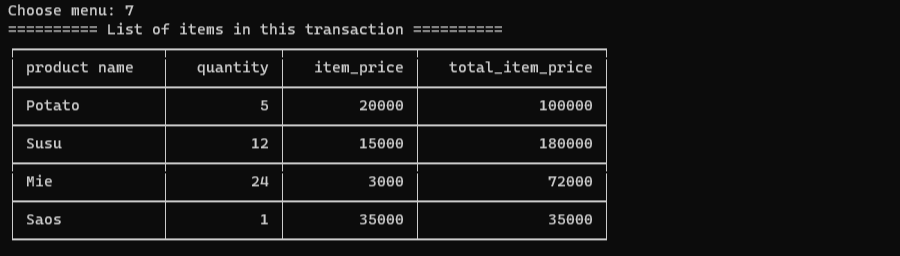 Choose menu: 7
========== List of items in this transaction ==========
product name quantity item_price total_item_price
Potato 5 20000 100000
Susu 12 15000 180000
Mie 24 3000 72000
Saos 1 35000 35000